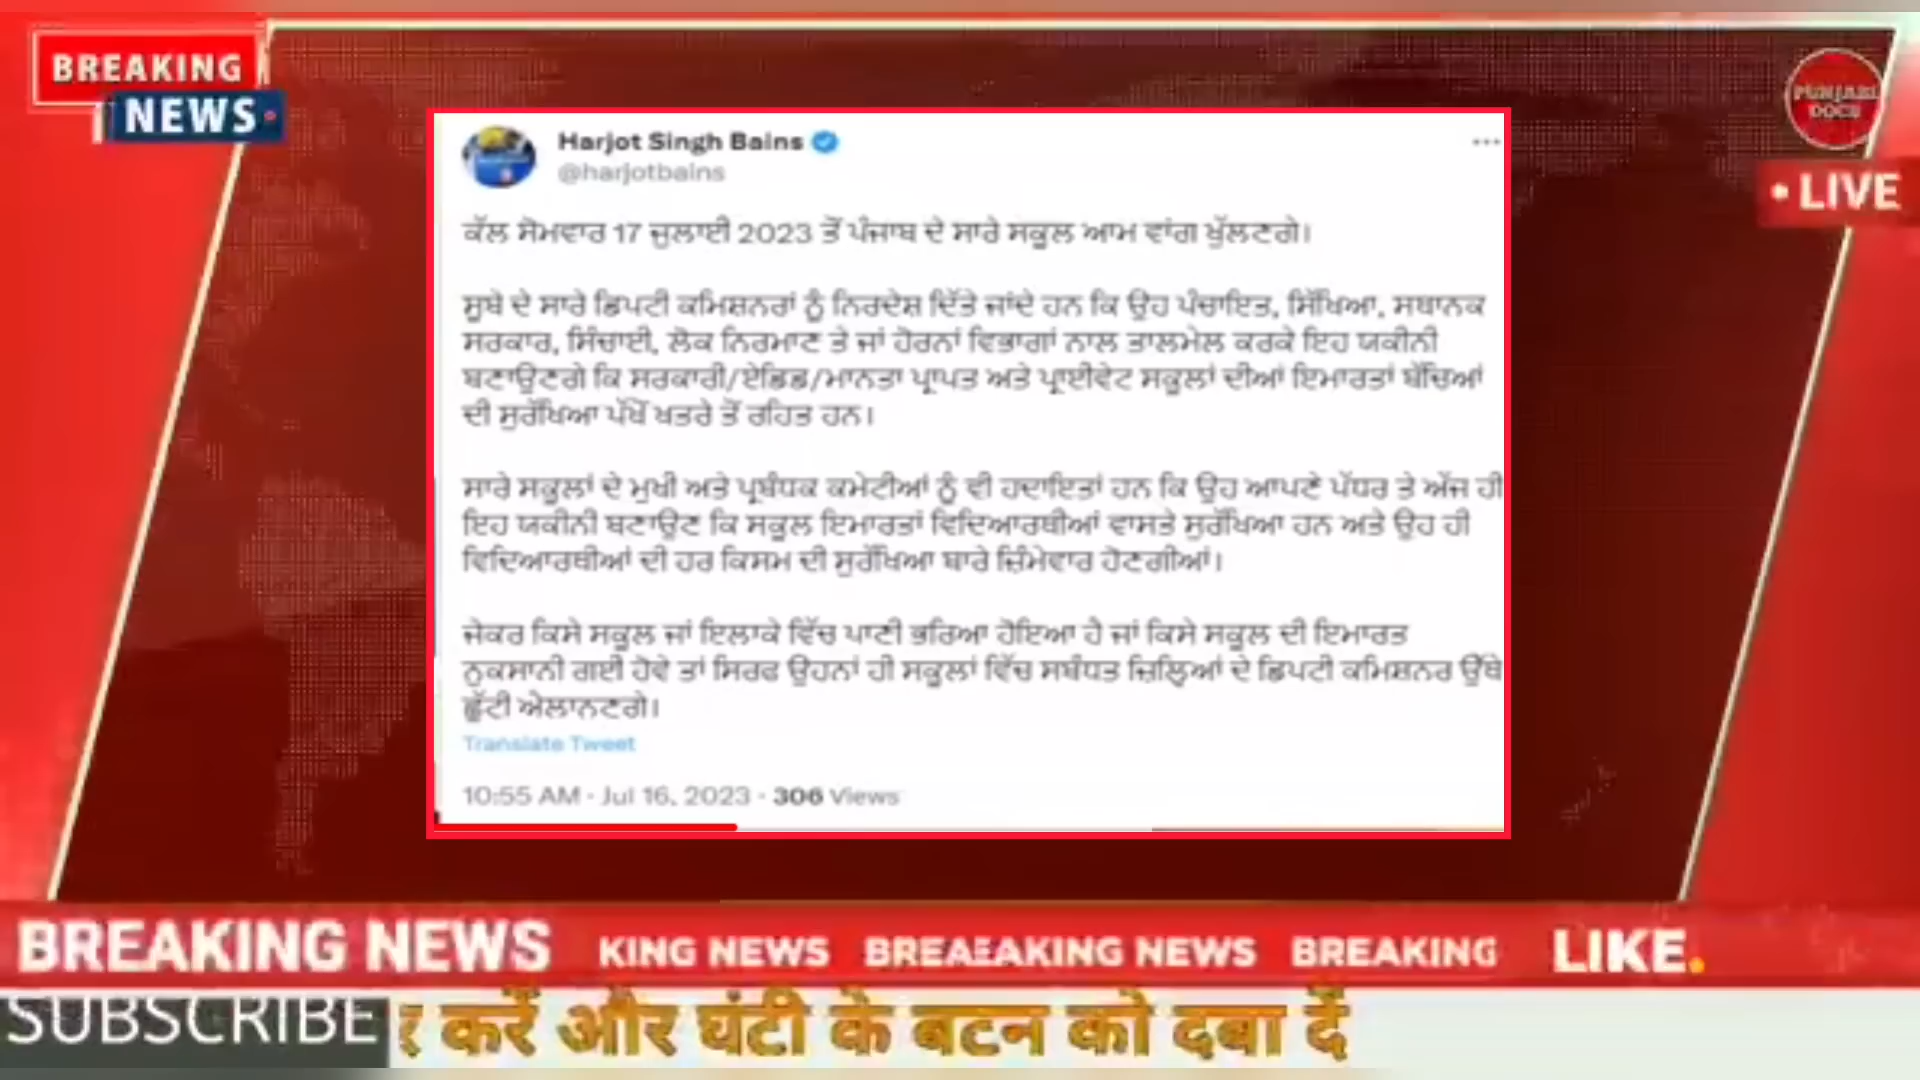 BREAKING
NEWS
PUNJABI
DOCS
LIVE
Harjot Singh Bains
@harjotbains
ਕੱਲ ਸੋਮਵਾਰ 17 ਜੁਲਾਈ 2023 ਤੋਂ ਪੰਜਾਬ ਦੇ ਸਾਰੇ ਸਕੂਲ ਆਮ ਵਾਂਗ ਖੁੱਲਣਗੇ।
ਸੂਬੇ ਦੇ ਸਾਰੇ ਡਿਪਟੀ ਕਮਿਸ਼ਨਰਾਂ ਨੂੰ ਨਿਰਦੇਸ਼ ਦਿੱਤੇ ਜਾਂਦੇ ਹਨ ਕਿ ਉਹ ਪੰਚਾਇਤ, ਸਿੱਖਿਆ, ਸਥਾਨਕ
ਸਰਕਾਰ, ਸਿੰਚਾਈ, ਲੋਕ ਨਿਰਮਾਣ ਤੇ ਜਾਂ ਹੋਰਨਾਂ ਵਿਭਾਗਾਂ ਨਾਲ ਤਾਲਮੇਲ ਕਰਕੇ ਇਹ ਯਕੀਨੀ
ਬਣਾਉਣਗੇ ਕਿ ਸਰਕਾਰੀ/ਏਡਿਡ/ਮਾਨਤਾ ਪ੍ਰਾਪਤ ਅਤੇ ਪ੍ਰਾਈਵੇਟ ਸਕੂਲਾਂ ਦੀਆਂ ਇਮਾਰਤਾਂ ਬੱਚਿਆਂ
ਦੀ ਸੁਰੱਖਿਆ ਪੱਖੋਂ ਖਤਰੇ ਤੋਂ ਰਹਿਤ ਹਨ।
ਸਾਰੇ ਸਕੂਲਾਂ ਦੇ ਮੁਖੀ ਅਤੇ ਪ੍ਰਬੰਧਕ ਕਮੇਟੀਆਂ ਨੂੰ ਵੀ ਹਦਾਇਤਾਂ ਹਨ ਕਿ ਉਹ ਆਪਣੇ ਪੱਧਰ ਤੇ ਅੱਜ ਹੀ
ਇਹ ਯਕੀਨੀ ਬਣਾਉਣ ਕਿ ਸਕੂਲ ਇਮਾਰਤਾਂ ਵਿਦਿਆਰਥੀਆਂ ਵਾਸਤੇ ਸੁਰੱਖਿਆ ਹਨ ਅਤੇ ਉਹ ਹੀ
ਵਿਦਿਆਰਥੀਆਂ ਦੀ ਹਰ ਕਿਸਮ ਦੀ ਸੁਰੱਖਿਆ ਬਾਰੇ ਜ਼ਿੰਮੇਵਾਰ ਹੋਣਗੀਆਂ।
ਜੇਕਰ ਕਿਸੇ ਸਕੂਲ ਜਾਂ ਇਲਾਕੇ ਵਿੱਚ ਪਾਣੀ ਭਰਿਆ ਹੋਇਆ ਹੈ ਜਾਂ ਕਿਸੇ ਸਕੂਲ ਦੀ ਇਮਾਰਤ
ਨੁਕਸਾਨੀ ਗਈ ਹੋਵੇ ਤਾਂ ਸਿਰਫ ਉਹਨਾਂ ਹੀ ਸਕੂਲਾਂ ਵਿੱਚ ਸਬੰਧਤ ਜ਼ਿਲ੍ਹਿਆਂ ਦੇ ਡਿਪਟੀ ਕਮਿਸ਼ਨਰ ਉੱਥੇ
ਛੁੱਟੀ ਐਲਾਨਣਗੇ।
Translate Tweet
10:55 AM · Jul 16, 2023 · 306 Views
BREAKING NEWS KING NEWS BREAEAKING NEWS BREAKING LIKE.
SUBSCRIBE र करें और घंटी के बटन को दबा दें